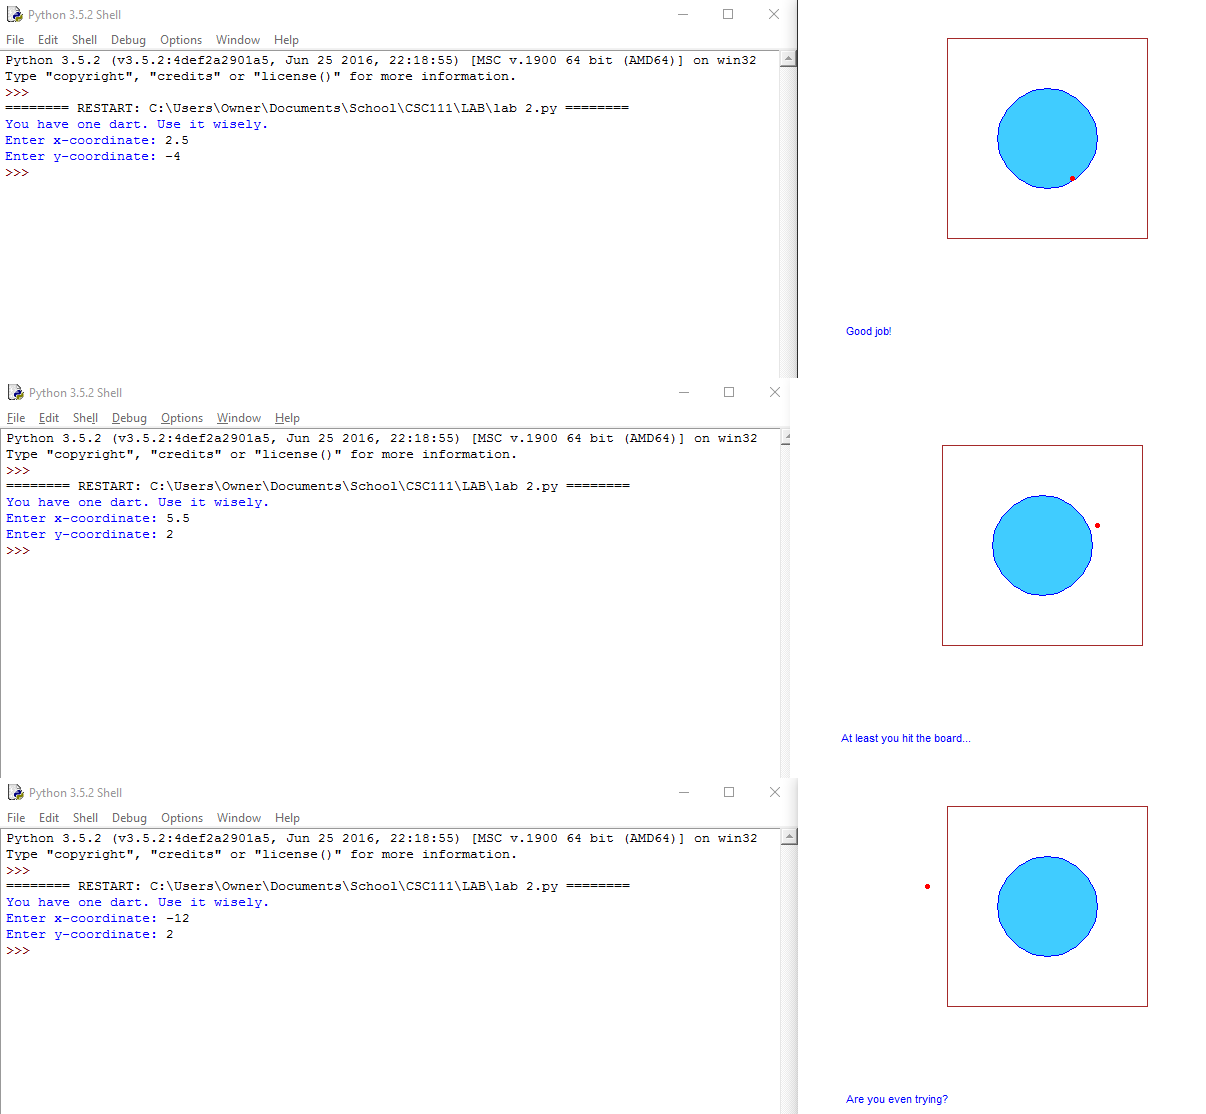 Python 3.5.2 Shell
File Edit Shell Debug Options Window Help
Python 3.5.2 (v3.5.2:4def2a2901a5, Jun 25 2016, 22:18:55) [MSC v.1900 64 bit (AMD64)] on win32
Type "copyright", "credits" or "license()" for more information.
>>>
======== RESTART: C:\Users\Owner\Documents\School\CSC111\LAB\lab 2.py ========
You have one dart. Use it wisely.
Enter x-coordinate: 2.5
Enter y-coordinate: -4
>>>
Good job!
Python 3.5.2 Shell
File Edit Shell Debug Options Window Help
Python 3.5.2 (v3.5.2:4def2a2901a5, Jun 25 2016, 22:18:55) [MSC v.1900 64 bit (AMD64)] on win32
Type "copyright", "credits" or "license()" for more information.
>>>
======== RESTART: C:\Users\Owner\Documents\School\CSC111\LAB\lab 2.py ========
You have one dart. Use it wisely.
Enter x-coordinate: 5.5
Enter y-coordinate: 2
>>>
At least you hit the board...
Python 3.5.2 Shell
File Edit Shell Debug Options Window Help
Python 3.5.2 (v3.5.2:4def2a2901a5, Jun 25 2016, 22:18:55) [MSC v.1900 64 bit (AMD64)] on win32
Type "copyright", "credits" or "license()" for more information.
>>>
======== RESTART: C:\Users\Owner\Documents\School\CSC111\LAB\lab 2.py ========
You have one dart. Use it wisely.
Enter x-coordinate: -12
Enter y-coordinate: 2
>>>
Are you even trying?